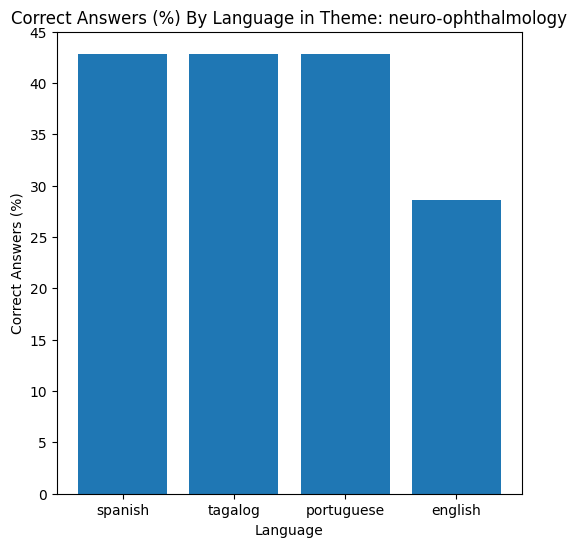 Correct Answers (%) By Language in Theme: neuro-ophthalmology
Correct Answers (%)
45
40
35
30
25
20
15
10
5
0
spanish tagalog portuguese english
Language